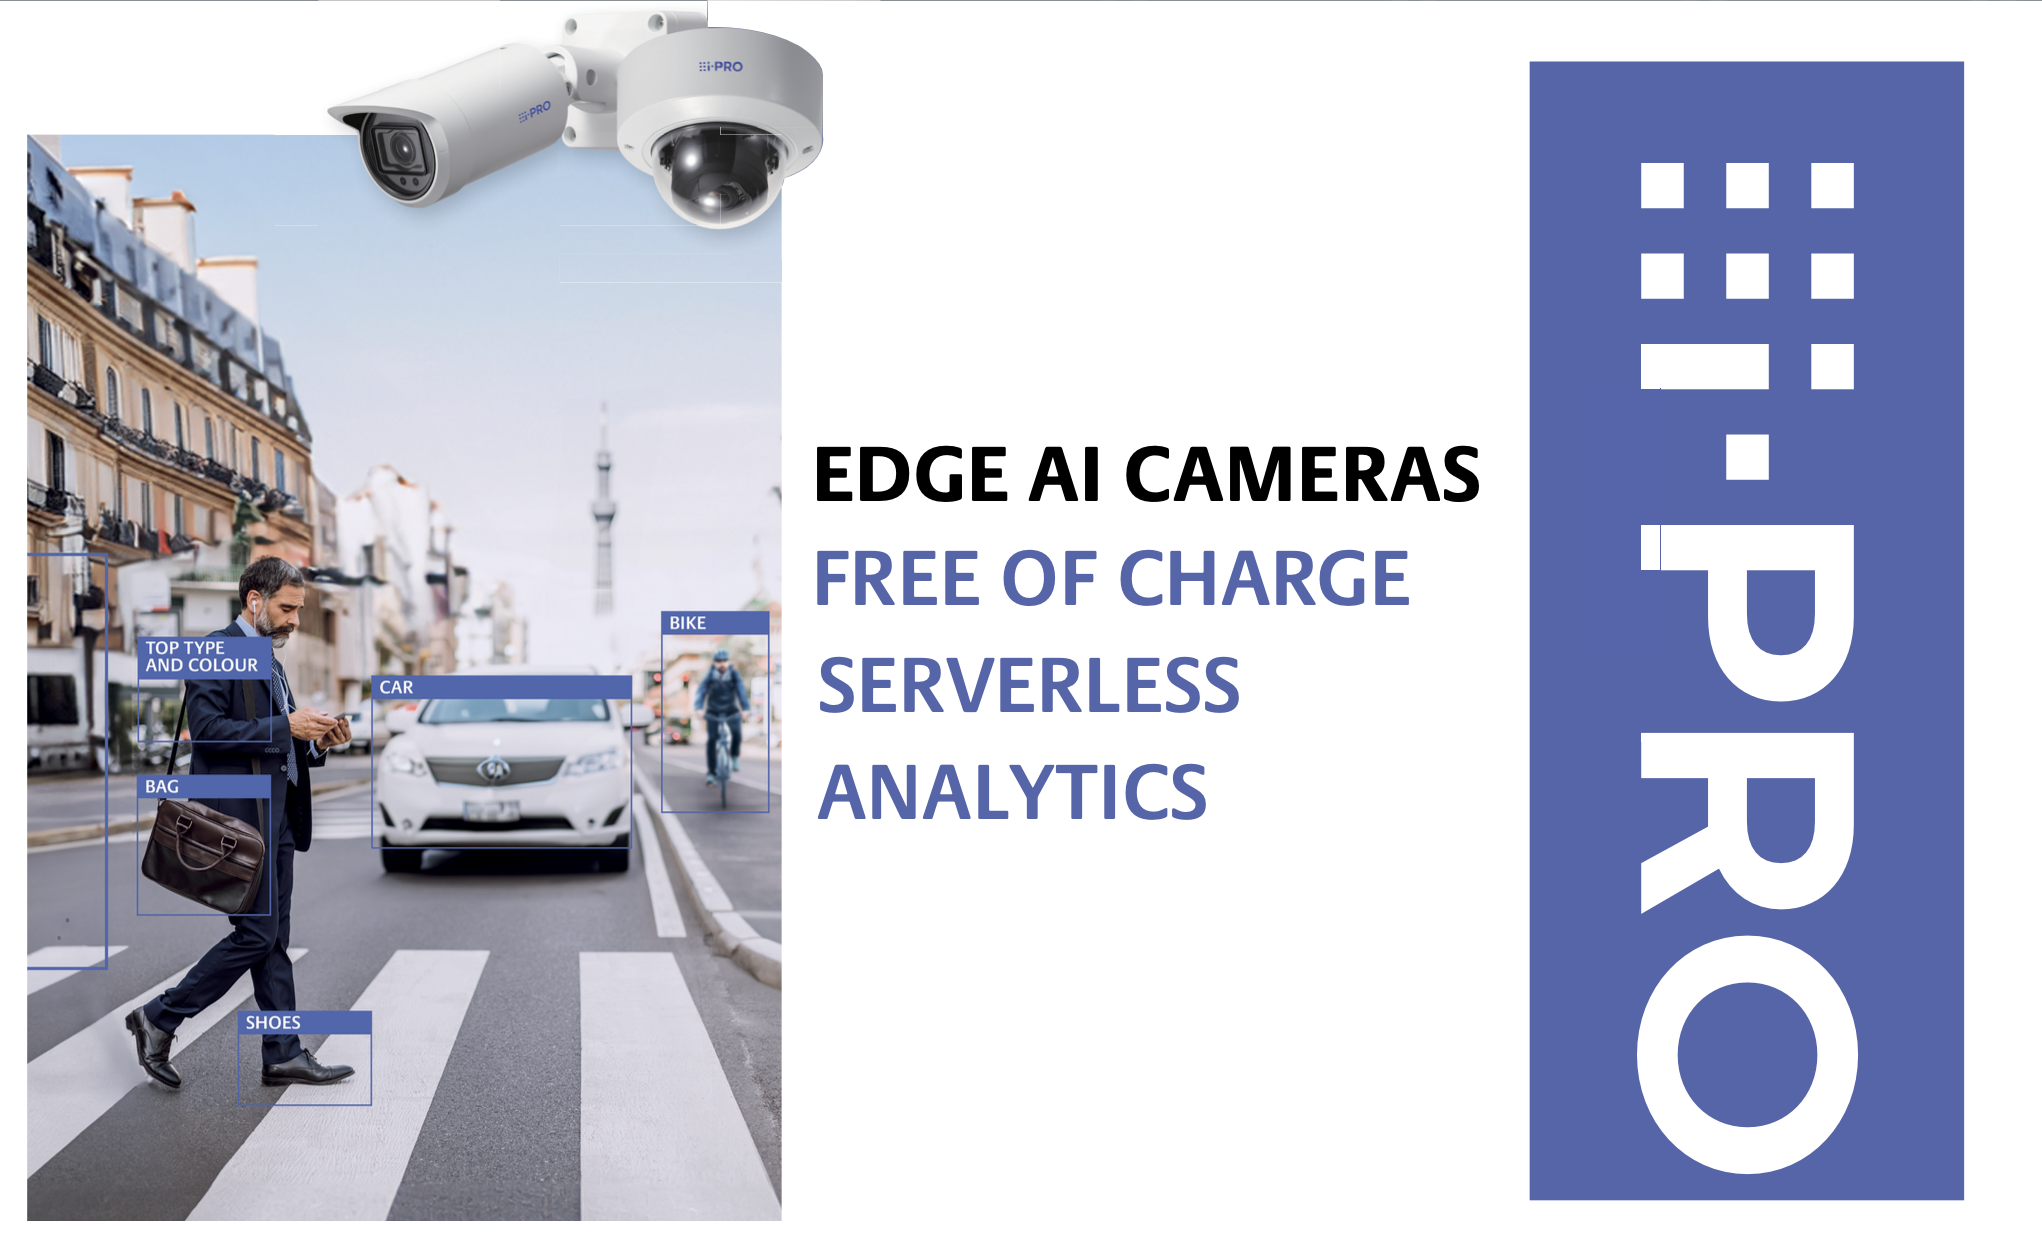 i-PRO
i-PRO
EDGE AI CAMERAS
FREE OF CHARGE
SERVERLESS
ANALYTICS
TOP TYPE
AND COLOUR
CAR
BIKE
BAG
SHOES
i-PRO